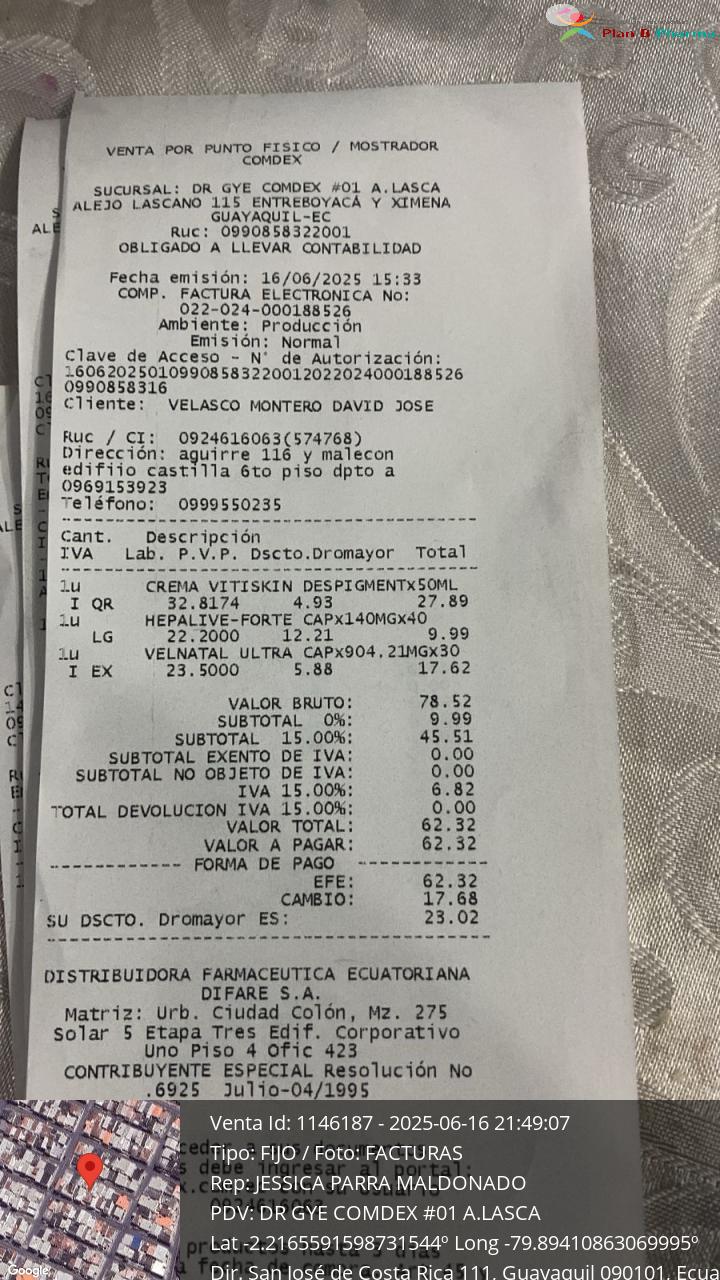 Plan B Pharma
VENTA POR PUNTO FISICO / MOSTRADOR
COMDEX
SUCURSAL: DR GYE COMDEX #01 A.LASCA
ALEJO LASCANO 115 ENTREBOYACÁ Y XIMENA
GUAYAQUIL-EC
Ruc: 0990858322001
OBLIGADO A LLEVAR CONTABILIDAD
Fecha emisión: 16/06/2025 15:33
COMP. FACTURA ELECTRONICA No:
022-024-000188526
Ambiente: Producción
Emisión: Normal
Clave de Acceso - N° de Autorización:
160620250109908583220012022024000188526
0990858316
Cliente: VELASCO MONTERO DAVID JOSE
Ruc / CI: 0924616063(574768)
Dirección: aguirre 116 y malecon
edifiio castilla 6to piso dpto a
0969153923
Teléfono: 0999550235
Cant. Descripción
IVA Lab. P.V.P. Dscto.Dromayor Total
1u CREMA VITISKIN DESPIGMENTx50ML
I QR 32.8174 4.93 27.89
1u HEPALIVE-FORTE CAPx140MGx40
LG 22.2000 12.21 9.99
1u VELNATAL ULTRA CAPx904.21MGx30
I EX 23.5000 5.88 17.62
VALOR BRUTO: 78.52
SUBTOTAL 0%: 9.99
SUBTOTAL 15.00%: 45.51
SUBTOTAL EXENTO DE IVA: 0.00
SUBTOTAL NO OBJETO DE IVA: 0.00
IVA 15.00%: 6.82
TOTAL DEVOLUCION IVA 15.00%: 0.00
VALOR TOTAL: 62.32
VALOR A PAGAR: 62.32
------------ FORMA DE PAGO ------------
EFE: 62.32
CAMBIO: 17.68
SU DSCTO. Dromayor ES: 23.02
DISTRIBUIDORA FARMACEUTICA ECUATORIANA
DIFARE S.A.
Matriz: Urb. Ciudad Colón, Mz. 275
Solar 5 Etapa Tres Edif. Corporativo
Uno Piso 4 Ofic 423
CONTRIBUYENTE ESPECIAL Resolución No
.6925 Julio-04/1995
Venta Id: 1146187 - 2025-06-16 21:49:07
Tipo: FIJO / Foto: FACTURAS
Rep: JESSICA PARRA MALDONADO
PDV: DR GYE COMDEX #01 A.LASCA
Lat -2.2165591598731544º Long -79.89410863069995º
Dir. San José de Costa Rica 111, Guayaquil 090101, Ecua
Google